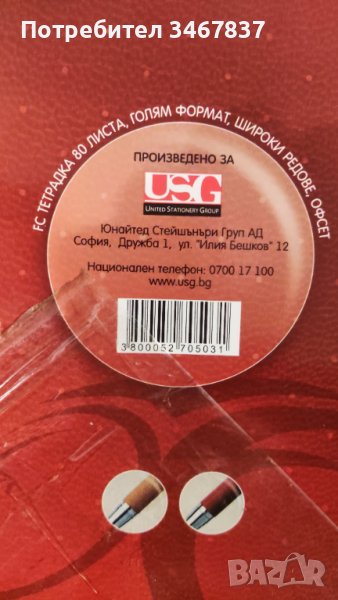 Потребител 3467837
FC ТЕТРАДКА 80 ЛИСТА, ГОЛЯМ ФОРМАТ, ШИРОКИ РЕДОВЕ, ОФСЕТ
ПРОИЗВЕДЕНО ЗА
USG
UNITED STATIONERY GROUP
Юнайтед Стейшънъри Груп АД
София, Дружба 1, ул. "Илия Бешков" 12
Национален телефон: 0700 17 100
www.usg.bg
3800052705031
BAZAR